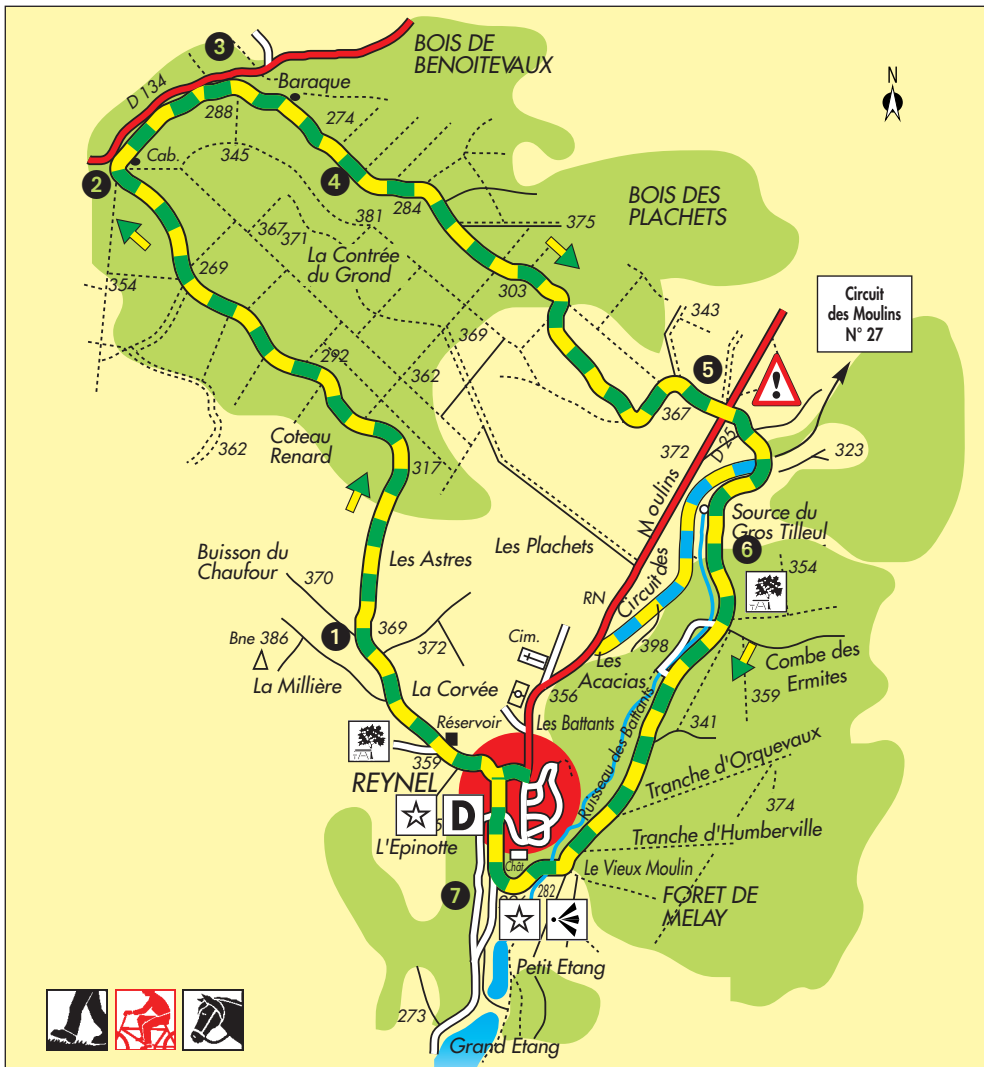 BOIS DE
BENOITEVAUX
N
3
D 134
Baraque
288
274
Cab.
345
2
4
284
BOIS DES
PLACHETS
381
367
371
375
La Contrée
du Grond
269
354
303
Circuit
des Moulins
N° 27
343
369
292
362
5
367
Coteau
Renard
362
317
372
D 25
323
Source du
Gros Tilleul
Les Plachets
Circuit des Moulins
6
354
Buisson du
Chaufour
Les Astres
370
RN
1
369
372
Bne 386
La Millière
Cim.
398
Les
Acacias
Combe des
Ermites
359
La Corvée
356
Les Battants
Réservoir
359
341
Ruisseau des Battants
REYNEL
D
Tranche d'Orquevaux
374
L'Epinotte
Tranche d'Humberville
Chât.
Le Vieux Moulin
7
282
FORET DE
MELAY
Petit Etang
273
Grand Etang